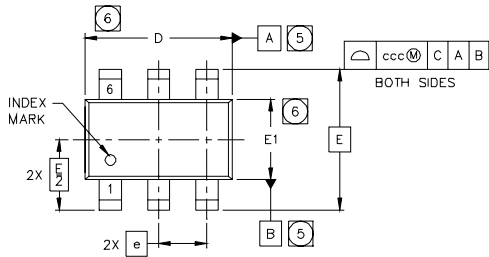 6
D
A 5
⌓ ccc Ⓜ C A B
BOTH SIDES
6
INDEX
MARK
6
E1
E
2X E/2
1
B 5
2X e